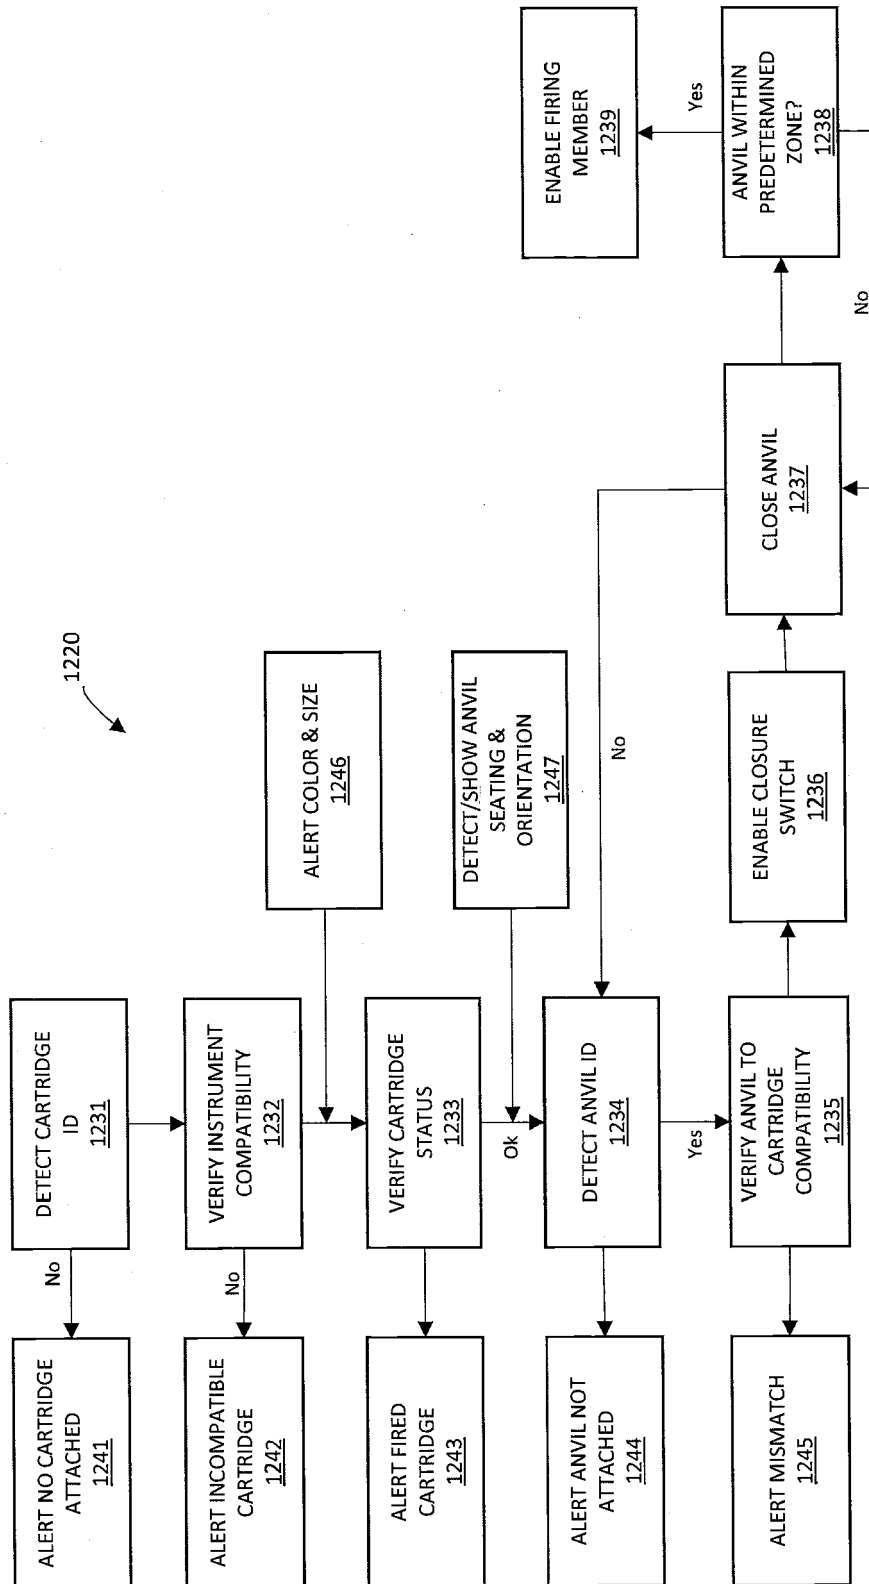 1220
DETECT CARTRIDGE
ID
1231
No
ALERT NO CARTRIDGE
ATTACHED
1241
VERIFY INSTRUMENT
COMPATIBILITY
1232
No
ALERT INCOMPATIBLE
CARTRIDGE
1242
ALERT COLOR & SIZE
1246
VERIFY CARTRIDGE
STATUS
1233
ALERT FIRED
CARTRIDGE
1243
Ok
DETECT/SHOW ANVIL
SEATING &
ORIENTATION
1247
DETECT ANVIL ID
1234
ALERT ANVIL NOT
ATTACHED
1244
Yes
VERIFY ANVIL TO
CARTRIDGE
COMPATIBILITY
1235
ALERT MISMATCH
1245
ENABLE CLOSURE
SWITCH
1236
CLOSE ANVIL
1237
No
ANVIL WITHIN
PREDETERMINED
ZONE?
1238
No
Yes
ENABLE FIRING
MEMBER
1239